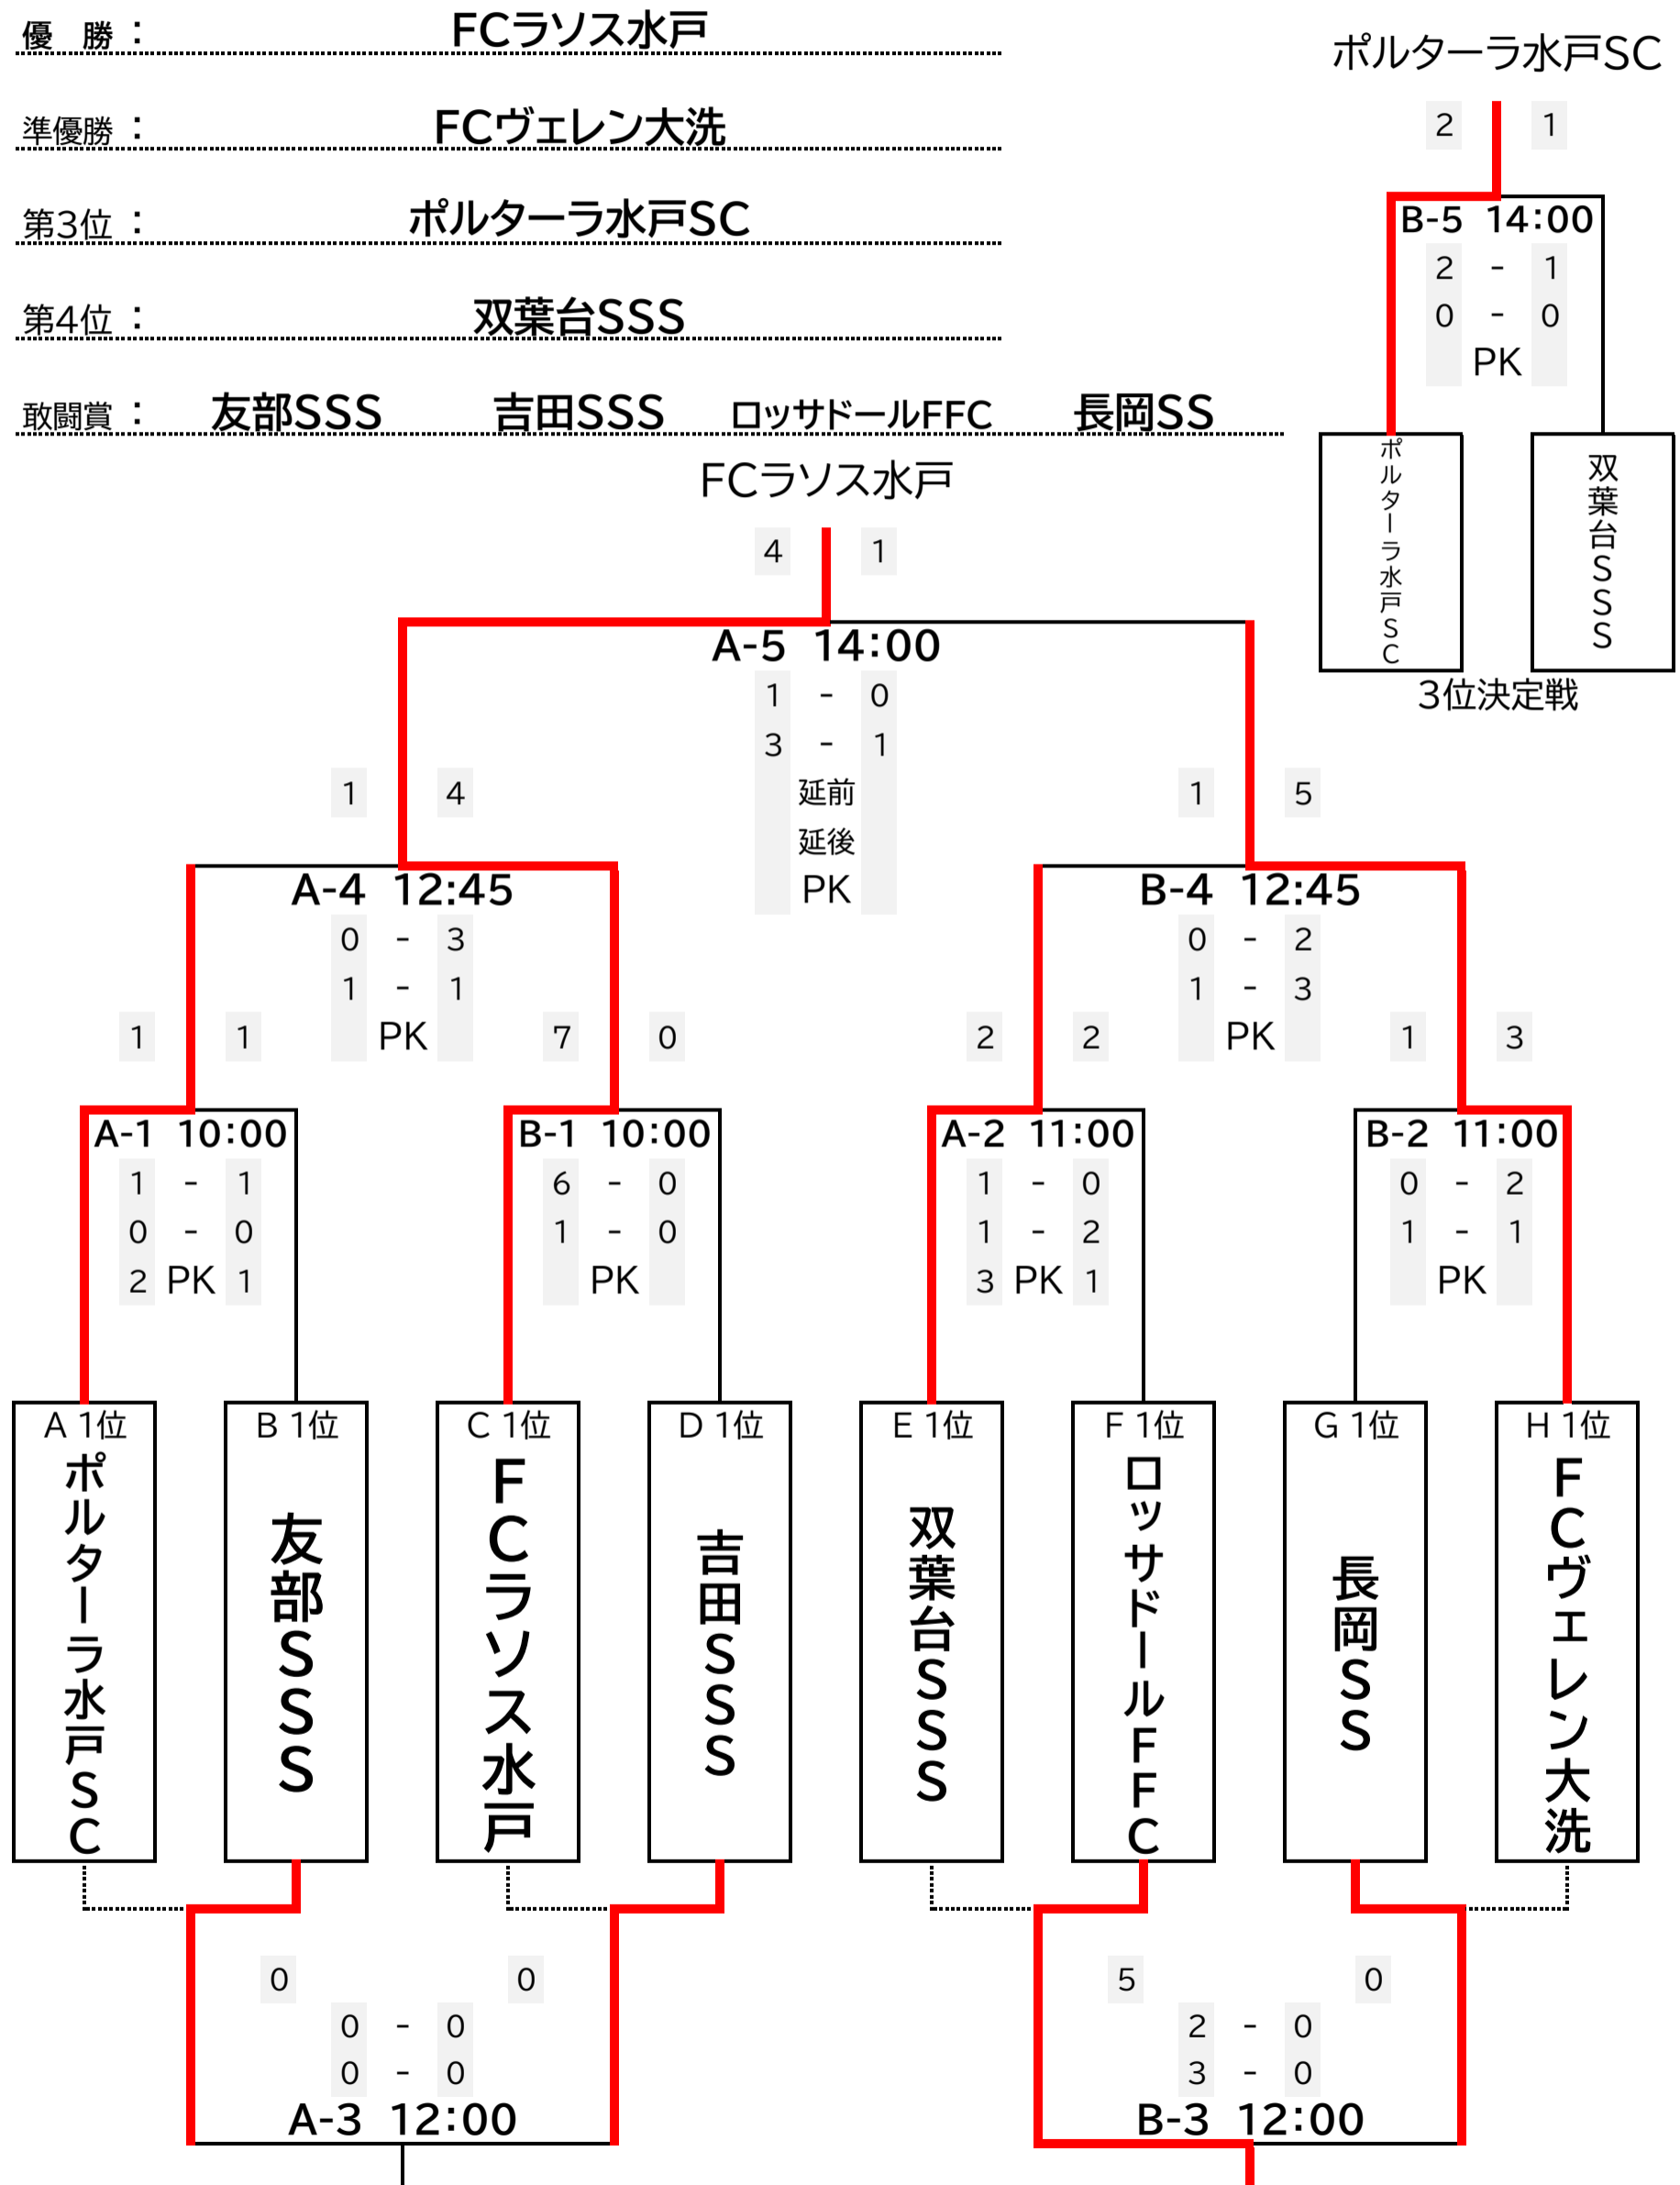 優　勝 : FCラソス水戸
準優勝 : FCヴェレン大洗
第3位 : ポルターラ水戸SC
第4位 : 双葉台SSS
敢闘賞 : 友部SSS 吉田SSS ロッサドールFFC 長岡SS
ポルターラ水戸SC
2 1
B-5 14:00
2 - 1
0 - 0
PK
ポルターラ水戸SC
双葉台SSS
3位決定戦
FCラソス水戸
4 1
A-5 14:00
1 - 0
3 - 1
延前
延後
PK
1 4
A-4 12:45
0 - 3
1 - 1
PK
1 5
B-4 12:45
0 - 2
1 - 3
PK
1 1
A-1 10:00
1 - 1
0 - 0
2 PK 1
7 0
B-1 10:00
6 - 0
1 - 0
PK
2 2
A-2 11:00
1 - 0
1 - 2
3 PK 1
1 3
B-2 11:00
0 - 2
1 - 1
PK
A 1位
ポルターラ水戸SC
B 1位
友部SSS
C 1位
FCラソス水戸
D 1位
吉田SSS
E 1位
双葉台SSS
F 1位
ロッサドールFFC
G 1位
長岡SS
H 1位
FCヴェレン大洗
0 0
0 - 0
0 - 0
A-3 12:00
5 0
2 - 0
3 - 0
B-3 12:00